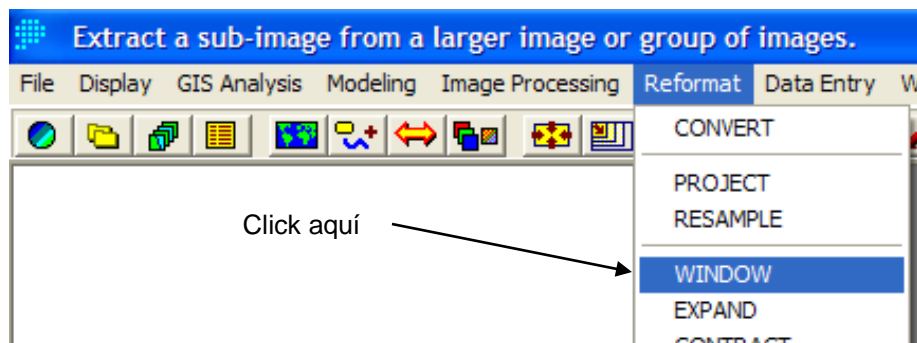 Extract a sub-image from a larger image or group of images.
File Display GIS Analysis Modeling Image Processing Reformat Data Entry W
CONVERT
PROJECT
RESAMPLE
Click aquí
WINDOW
EXPAND
CONTRACT